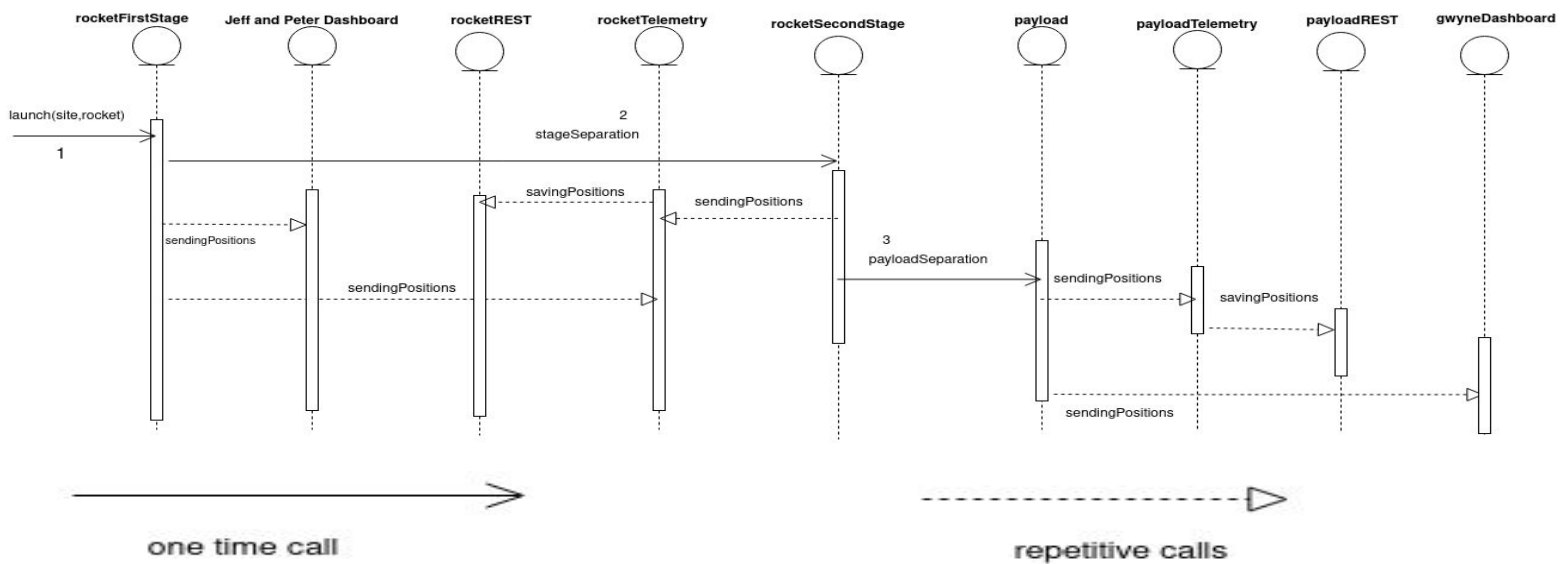 rocketFirstStage
Jeff and Peter Dashboard
rocketREST
rocketTelemetry
rocketSecondStage
payload
payloadTelemetry
payloadREST
gwyneDashboard
launch(site,rocket)
1
2
stageSeparation
savingPositions
sendingPositions
sendingPositions
3
payloadSeparation
sendingPositions
sendingPositions
savingPositions
sendingPositions
one time call
repetitive calls